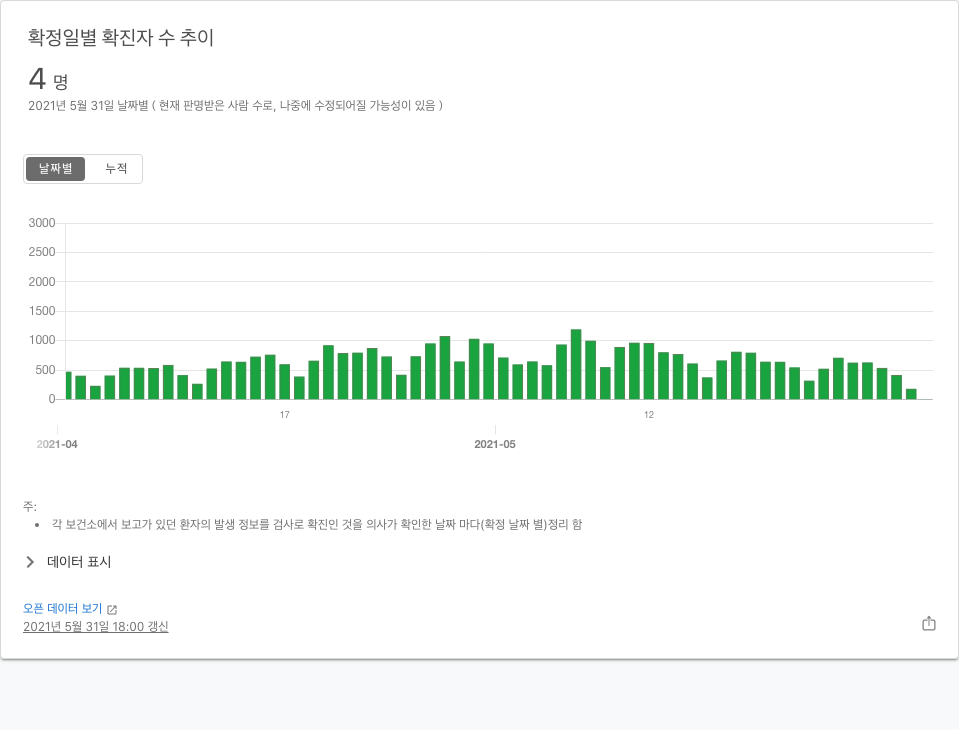 확정일별 확진자 수 추이
4 명
2021년 5월 31일 날짜별 ( 현재 판명받은 사람 수로, 나중에 수정되어질 가능성이 있음 )
날짜별 누적
3000
2500
2000
1500
1000
500
0
17 12
2021-04 2021-05
주:
• 각 보건소에서 보고가 있던 환자의 발생 정보를 검사로 확진인 것을 의사가 확인한 날짜 마다(확정 날짜 별)정리 함
데이터 표시
오픈 데이터 보기
2021년 5월 31일 18:00 갱신